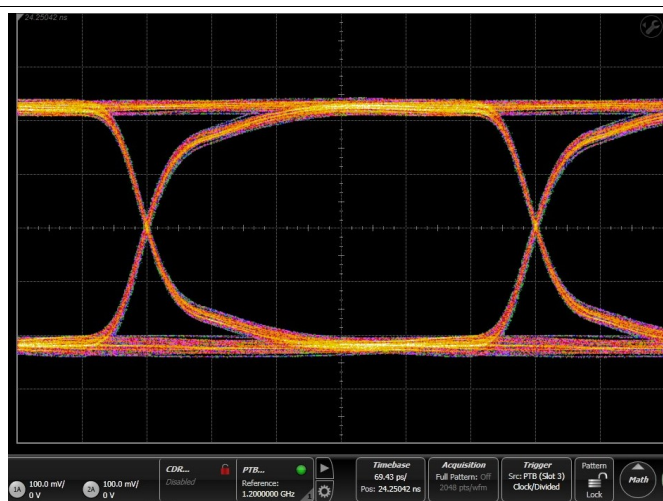 24.25042 ns
1A 100.0 mV/
0 V
2A 100.0 mV/
0 V
CDR...
Disabled
PTB...
Reference:
1.2000000 GHz
Timebase
69.43 ps/
Pos: 24.25042 ns
Acquisition
Full Pattern: Off
2048 pts/wfm
Trigger
Src: PTB (Slot 3)
Clock/Divided
Pattern
Lock
Math